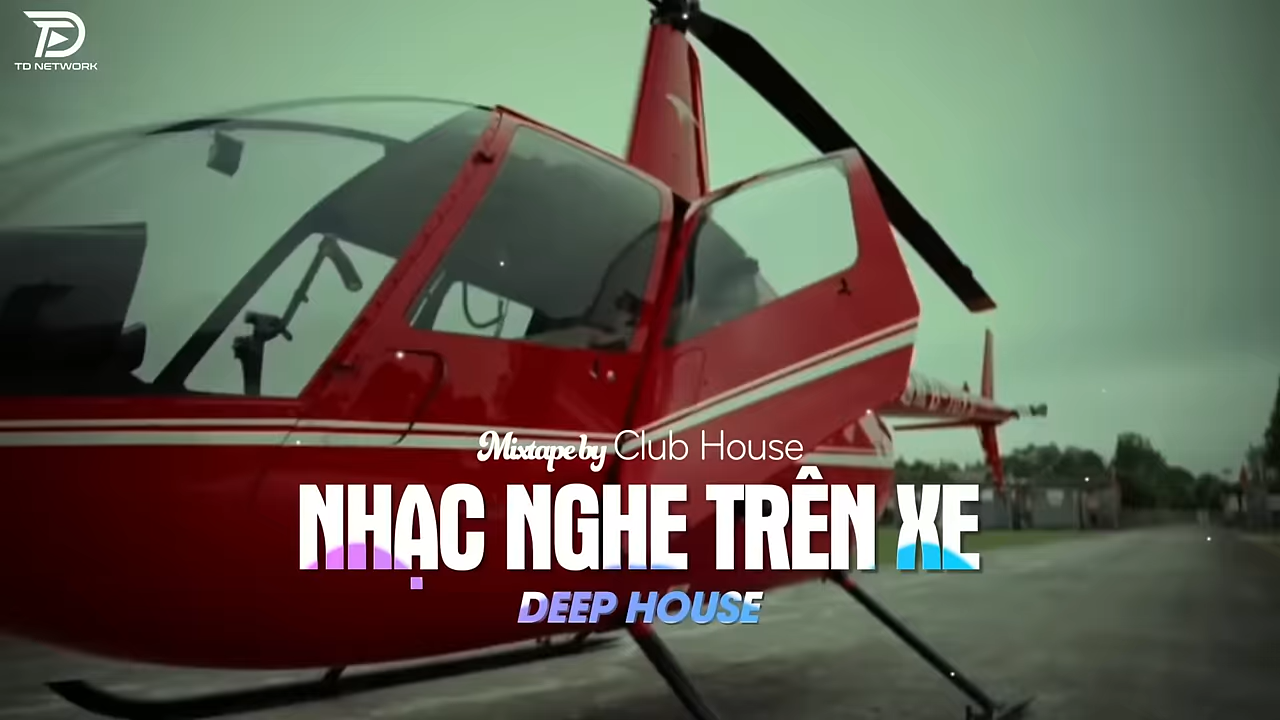 TD NETWORK
Mixtape by Club House
NHẠC NGHE TRÊN XE
DEEP HOUSE